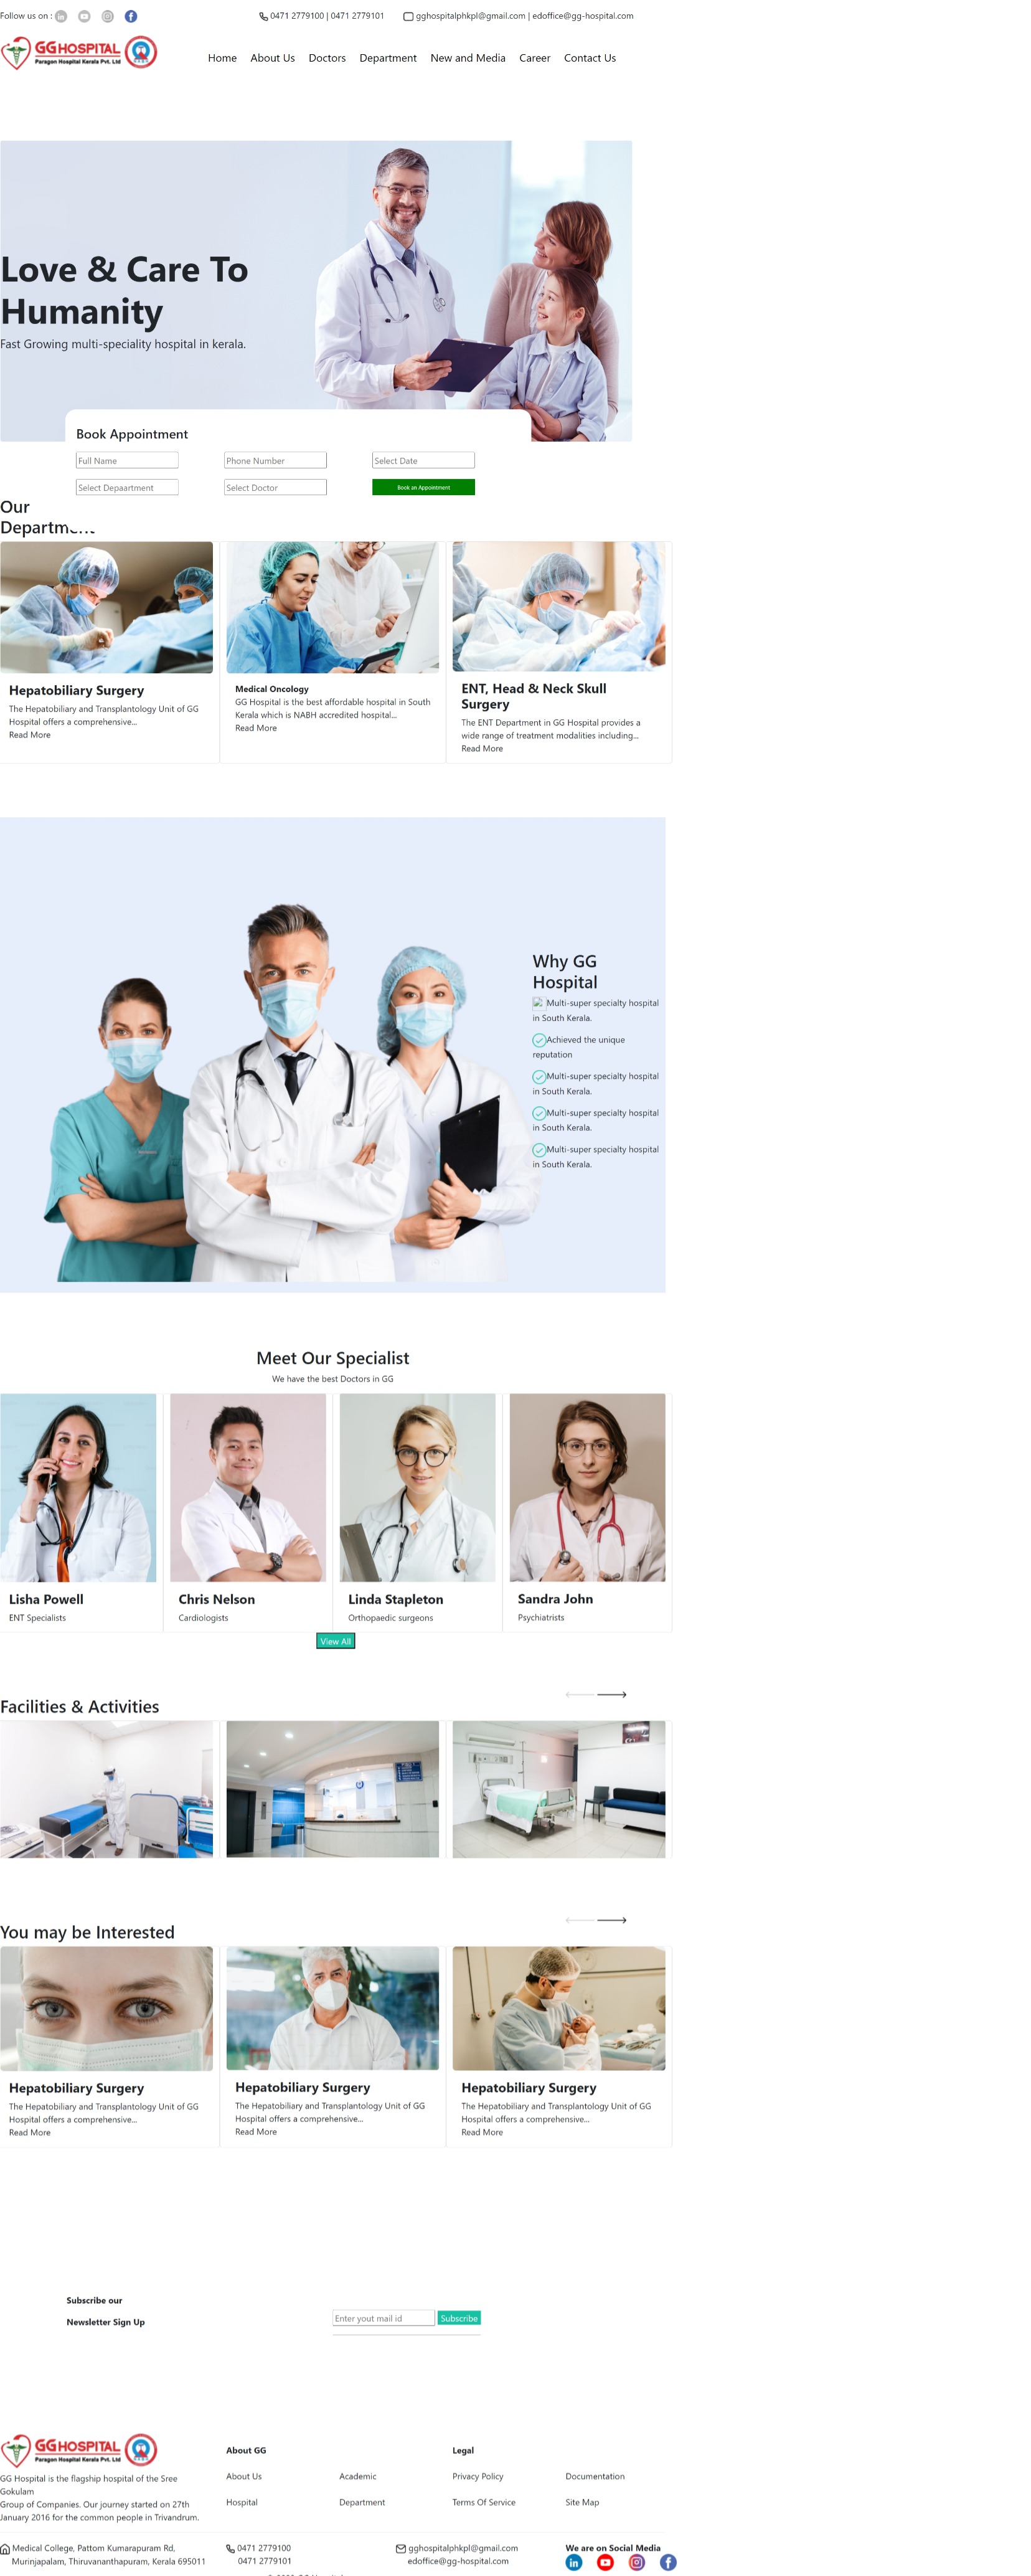 Follow us on :
0471 2779100 | 0471 2779101
gghospitalphkpl@gmail.com | edoffice@gg-hospital.com
GG HOSPITAL
Paragon Hospital Kerala Pvt. Ltd
Home About Us Doctors Department New and Media Career Contact Us
Love & Care To
Humanity
Fast Growing multi-speciality hospital in kerala.
Book Appointment
Full Name Phone Number Select Date
Select Depaartment Select Doctor Book an Appointment
Our
Department
Hepatobiliary Surgery
The Hepatobiliary and Transplantology Unit of GG
Hospital offers a comprehensive...
Read More
Medical Oncology
GG Hospital is the best affordable hospital in South
Kerala which is NABH accredited hospital...
Read More
ENT, Head & Neck Skull
Surgery
The ENT Department in GG Hospital provides a
wide range of treatment modalities including...
Read More
Why GG
Hospital
Multi-super specialty hospital
in South Kerala.
Achieved the unique
reputation
Multi-super specialty hospital
in South Kerala.
Multi-super specialty hospital
in South Kerala.
Multi-super specialty hospital
in South Kerala.
Meet Our Specialist
We have the best Doctors in GG
Lisha Powell
ENT Specialists
Chris Nelson
Cardiologists
Linda Stapleton
Orthopaedic surgeons
Sandra John
Psychiatrists
View All
Facilities & Activities
You may be Interested
Hepatobiliary Surgery
The Hepatobiliary and Transplantology Unit of GG
Hospital offers a comprehensive...
Read More
Hepatobiliary Surgery
The Hepatobiliary and Transplantology Unit of GG
Hospital offers a comprehensive...
Read More
Hepatobiliary Surgery
The Hepatobiliary and Transplantology Unit of GG
Hospital offers a comprehensive...
Read More
Subscribe our
Newsletter Sign Up
Enter yout mail id Subscribe
GG HOSPITAL
Paragon Hospital Kerala Pvt. Ltd
GG Hospital is the flagship hospital of the Sree
Gokulam
Group of Companies. Our journey started on 27th
January 2016 for the common people in Trivandrum.
About GG
About Us Academic
Hospital Department
Legal
Privacy Policy Documentation
Terms Of Service Site Map
Medical College, Pattom Kumarapuram Rd,
Murinjapalam, Thiruvananthapuram, Kerala 695011
0471 2779100
0471 2779101
gghospitalphkpl@gmail.com
edoffice@gg-hospital.com
We are on Social Media